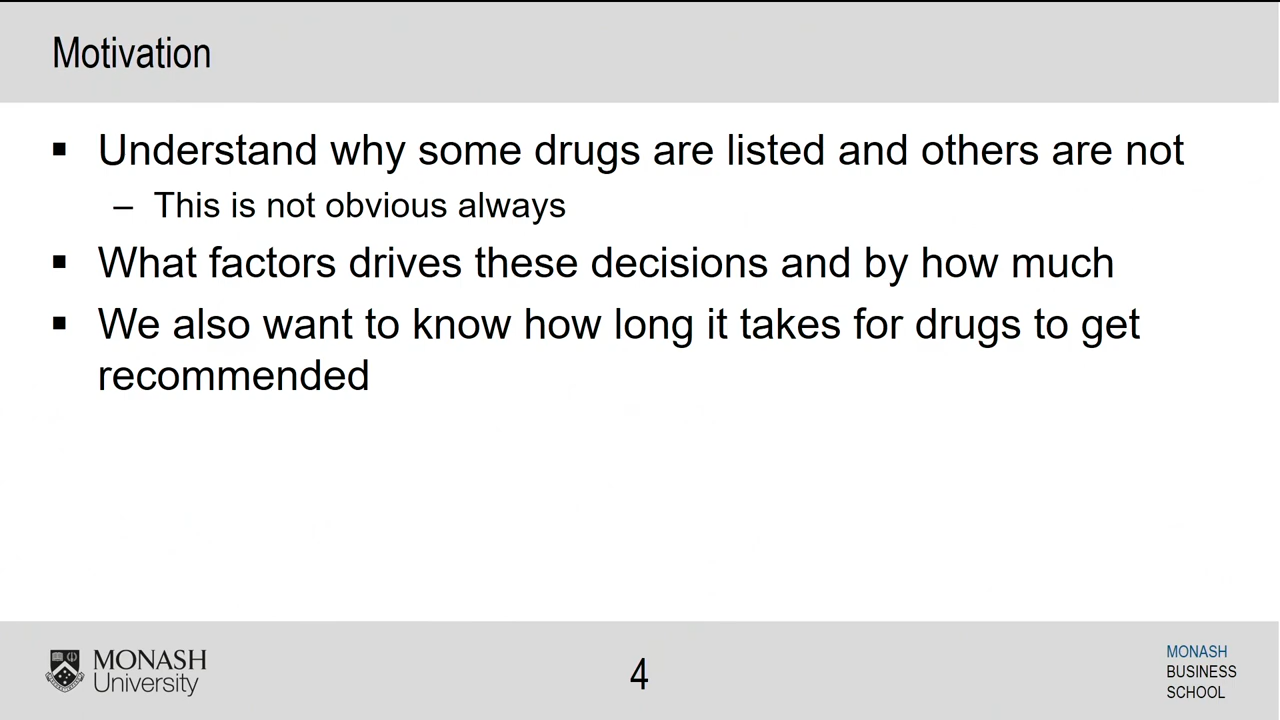 Motivation
▪ Understand why some drugs are listed and others are not
– This is not obvious always
▪ What factors drives these decisions and by how much
▪ We also want to know how long it takes for drugs to get
recommended
MONASH
University
4
MONASH
BUSINESS
SCHOOL